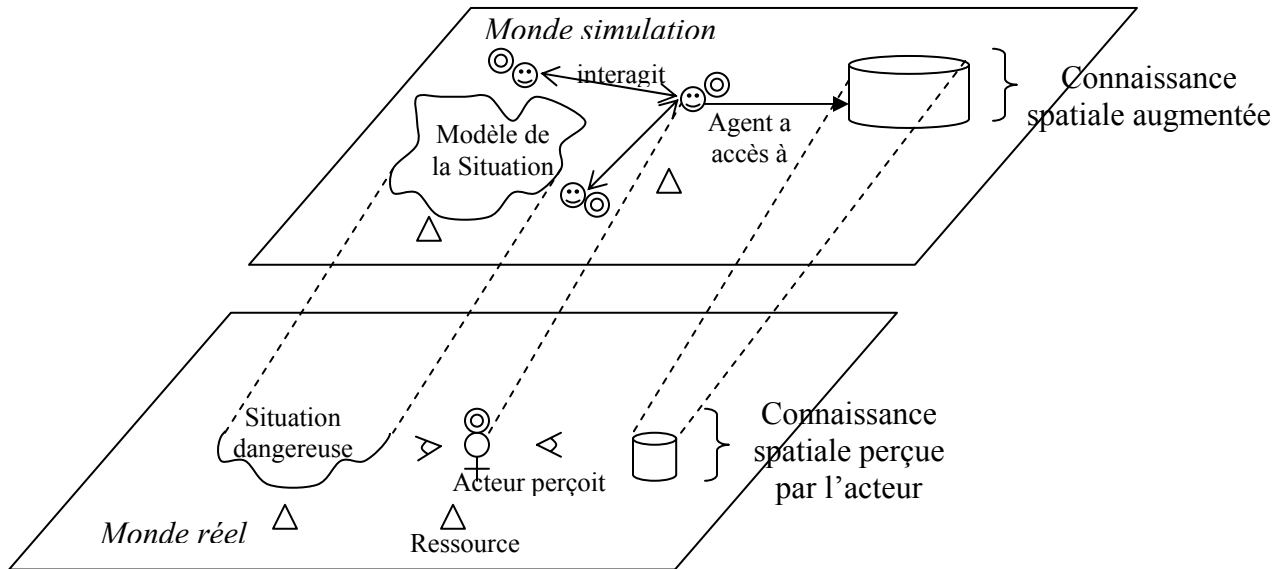 Monde simulation
interagit
Connaissance
spatiale augmentée
Modèle de
la Situation
Agent a
accès à
Situation
dangereuse
Acteur perçoit
Connaissance
spatiale perçue
par l'acteur
Monde réel
Ressource